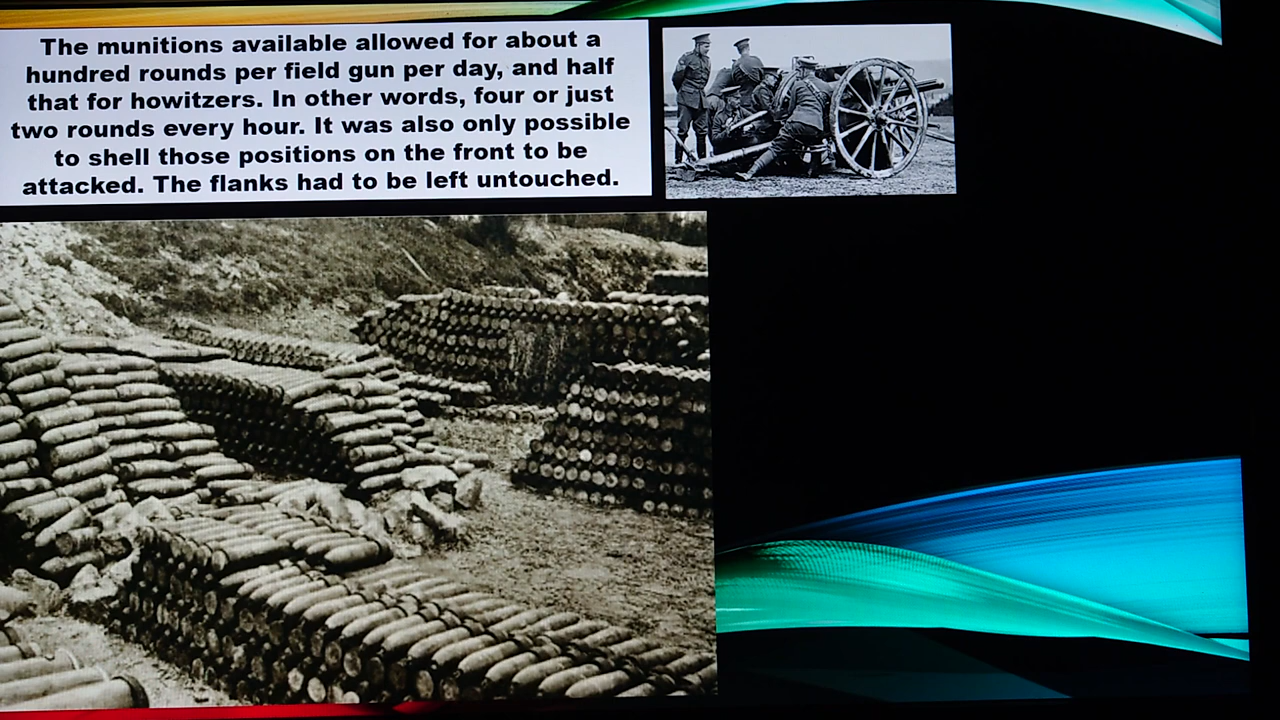 The munitions available allowed for about a
hundred rounds per field gun per day, and half
that for howitzers. In other words, four or just
two rounds every hour. It was also only possible
to shell those positions on the front to be
attacked. The flanks had to be left untouched.